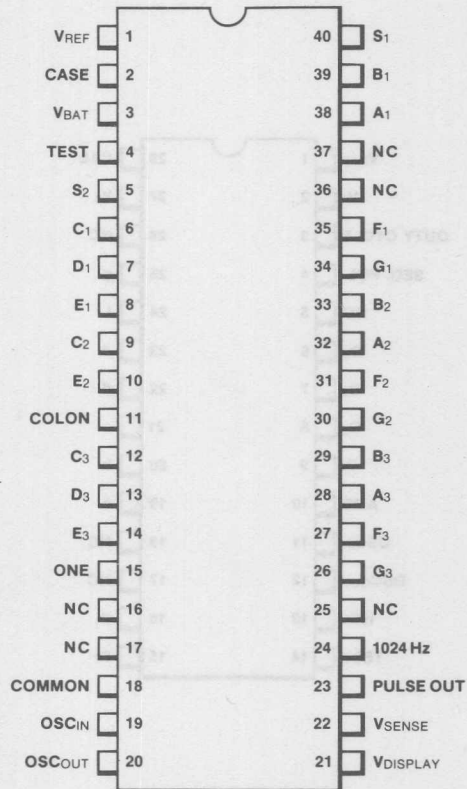 VREF 1 40 S1
CASE 2 39 B1
VBAT 3 38 A1
TEST 4 37 NC
S2 5 36 NC
C1 6 35 F1
D1 7 34 G1
E1 8 33 B2
C2 9 32 A2
E2 10 31 F2
COLON 11 30 G2
C3 12 29 B3
D3 13 28 A3
E3 14 27 F3
ONE 15 26 G3
NC 16 25 NC
NC 17 24 1024 Hz
COMMON 18 23 PULSE OUT
OSCIN 19 22 VSENSE
OSCOUT 20 21 VDISPLAY